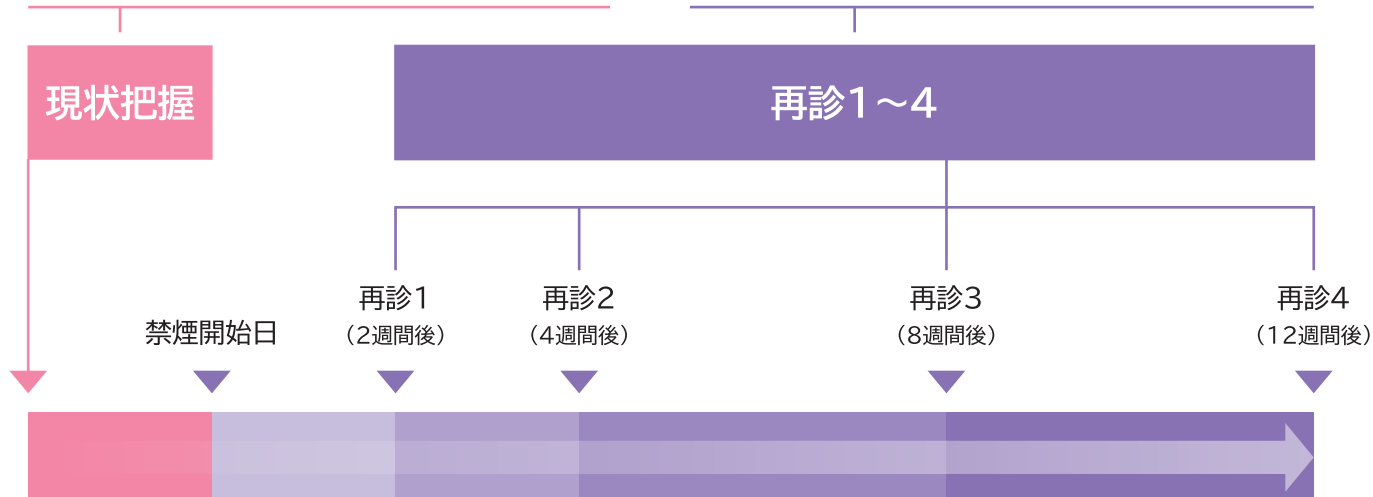 現状把握
再診1〜4
禁煙開始日
再診1
（2週間後）
再診2
（4週間後）
再診3
（8週間後）
再診4
（12週間後）